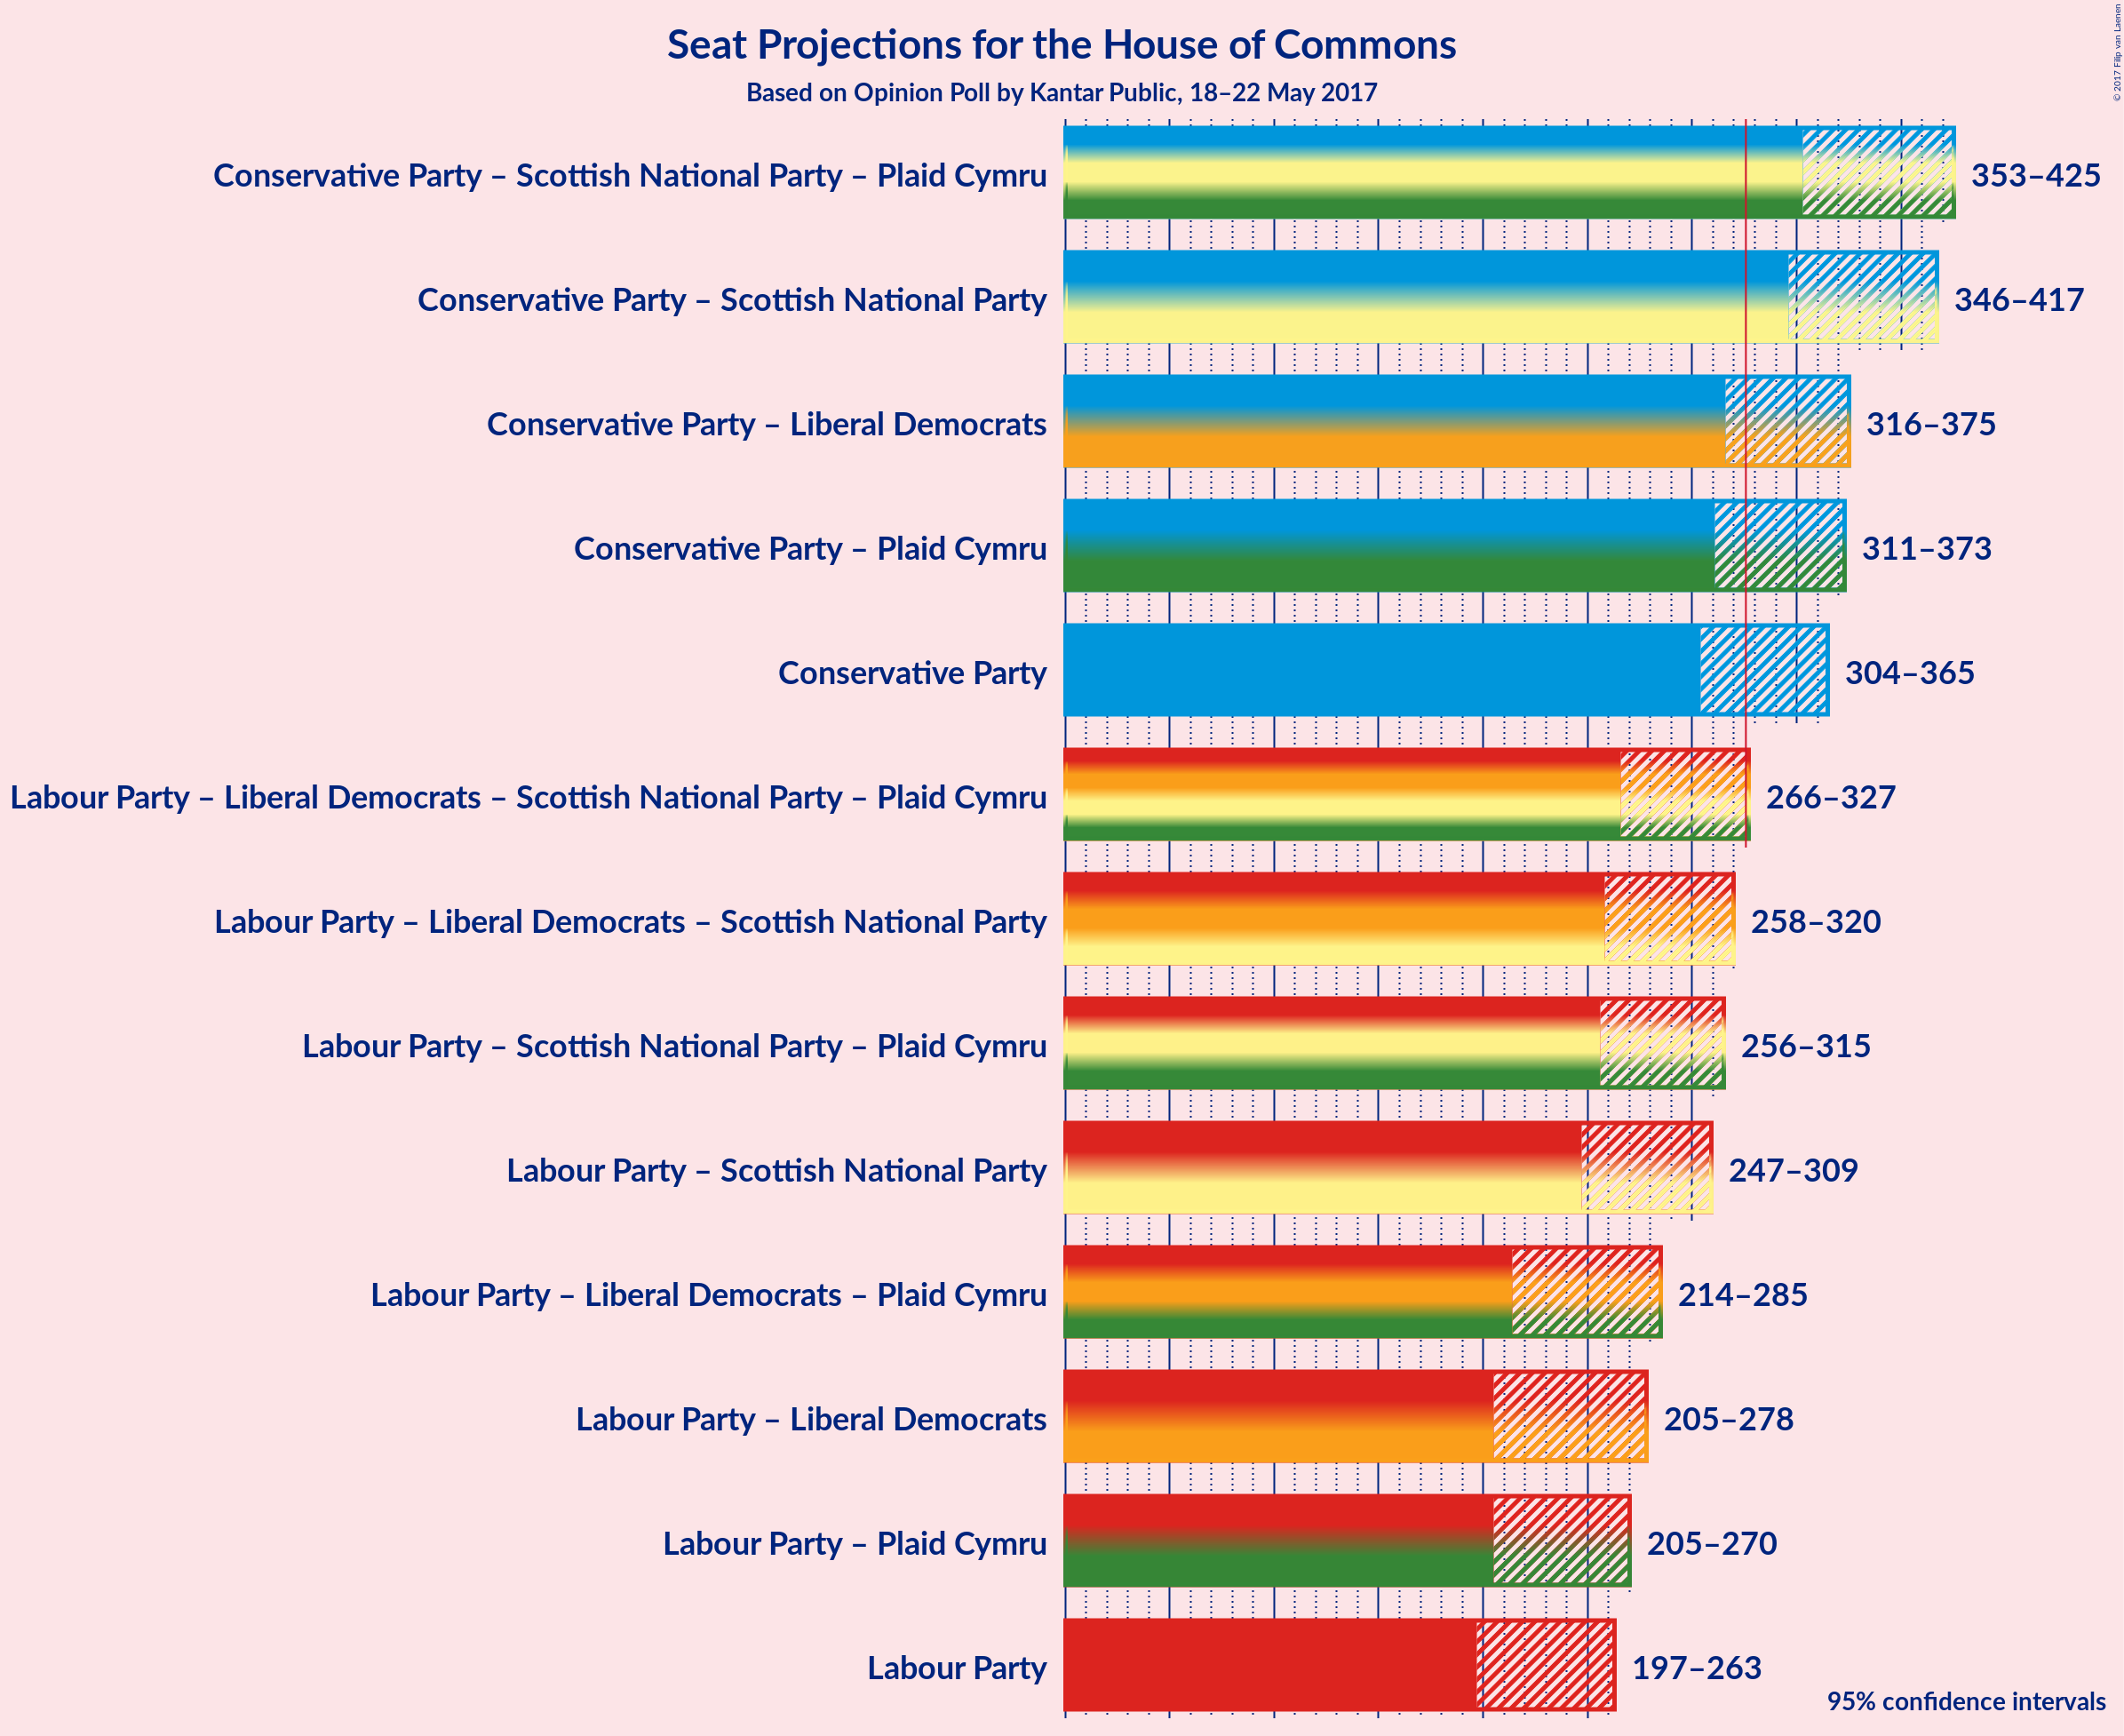 Seat Projections for the House of Commons
Based on Opinion Poll by Kantar Public, 18–22 May 2017
© 2017 Filip van Laenen
Conservative Party – Scottish National Party – Plaid Cymru 353–425
Conservative Party – Scottish National Party 346–417
Conservative Party – Liberal Democrats 316–375
Conservative Party – Plaid Cymru 311–373
Conservative Party 304–365
Labour Party – Liberal Democrats – Scottish National Party – Plaid Cymru 266–327
Labour Party – Liberal Democrats – Scottish National Party 258–320
Labour Party – Scottish National Party – Plaid Cymru 256–315
Labour Party – Scottish National Party 247–309
Labour Party – Liberal Democrats – Plaid Cymru 214–285
Labour Party – Liberal Democrats 205–278
Labour Party – Plaid Cymru 205–270
Labour Party 197–263
95% confidence intervals